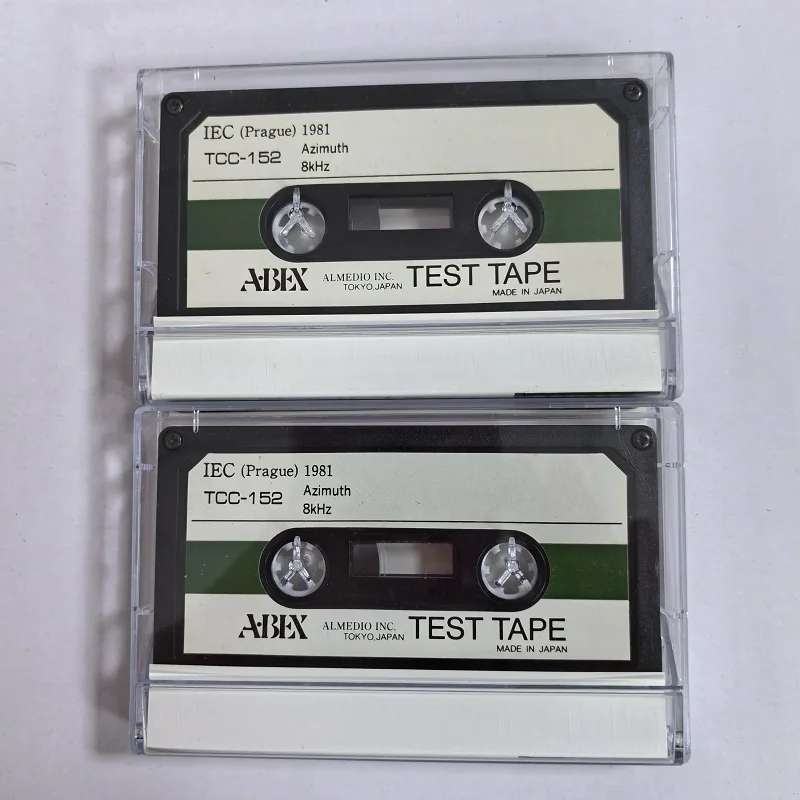 IEC (Prague) 1981
TCC-152 Azimuth
8kHz
A·BEX ALMEDIO INC. TEST TAPE
TOKYO, JAPAN
MADE IN JAPAN
IEC (Prague) 1981
TCC-152 Azimuth
8kHz
A·BEX ALMEDIO INC. TEST TAPE
TOKYO, JAPAN
MADE IN JAPAN